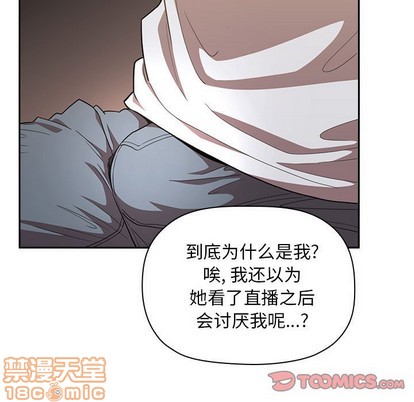 到底为什么是我?
唉, 我还以为
她看了直播之后
会讨厌我呢...?
禁漫天堂
18COMIC
TOOMICS.COM